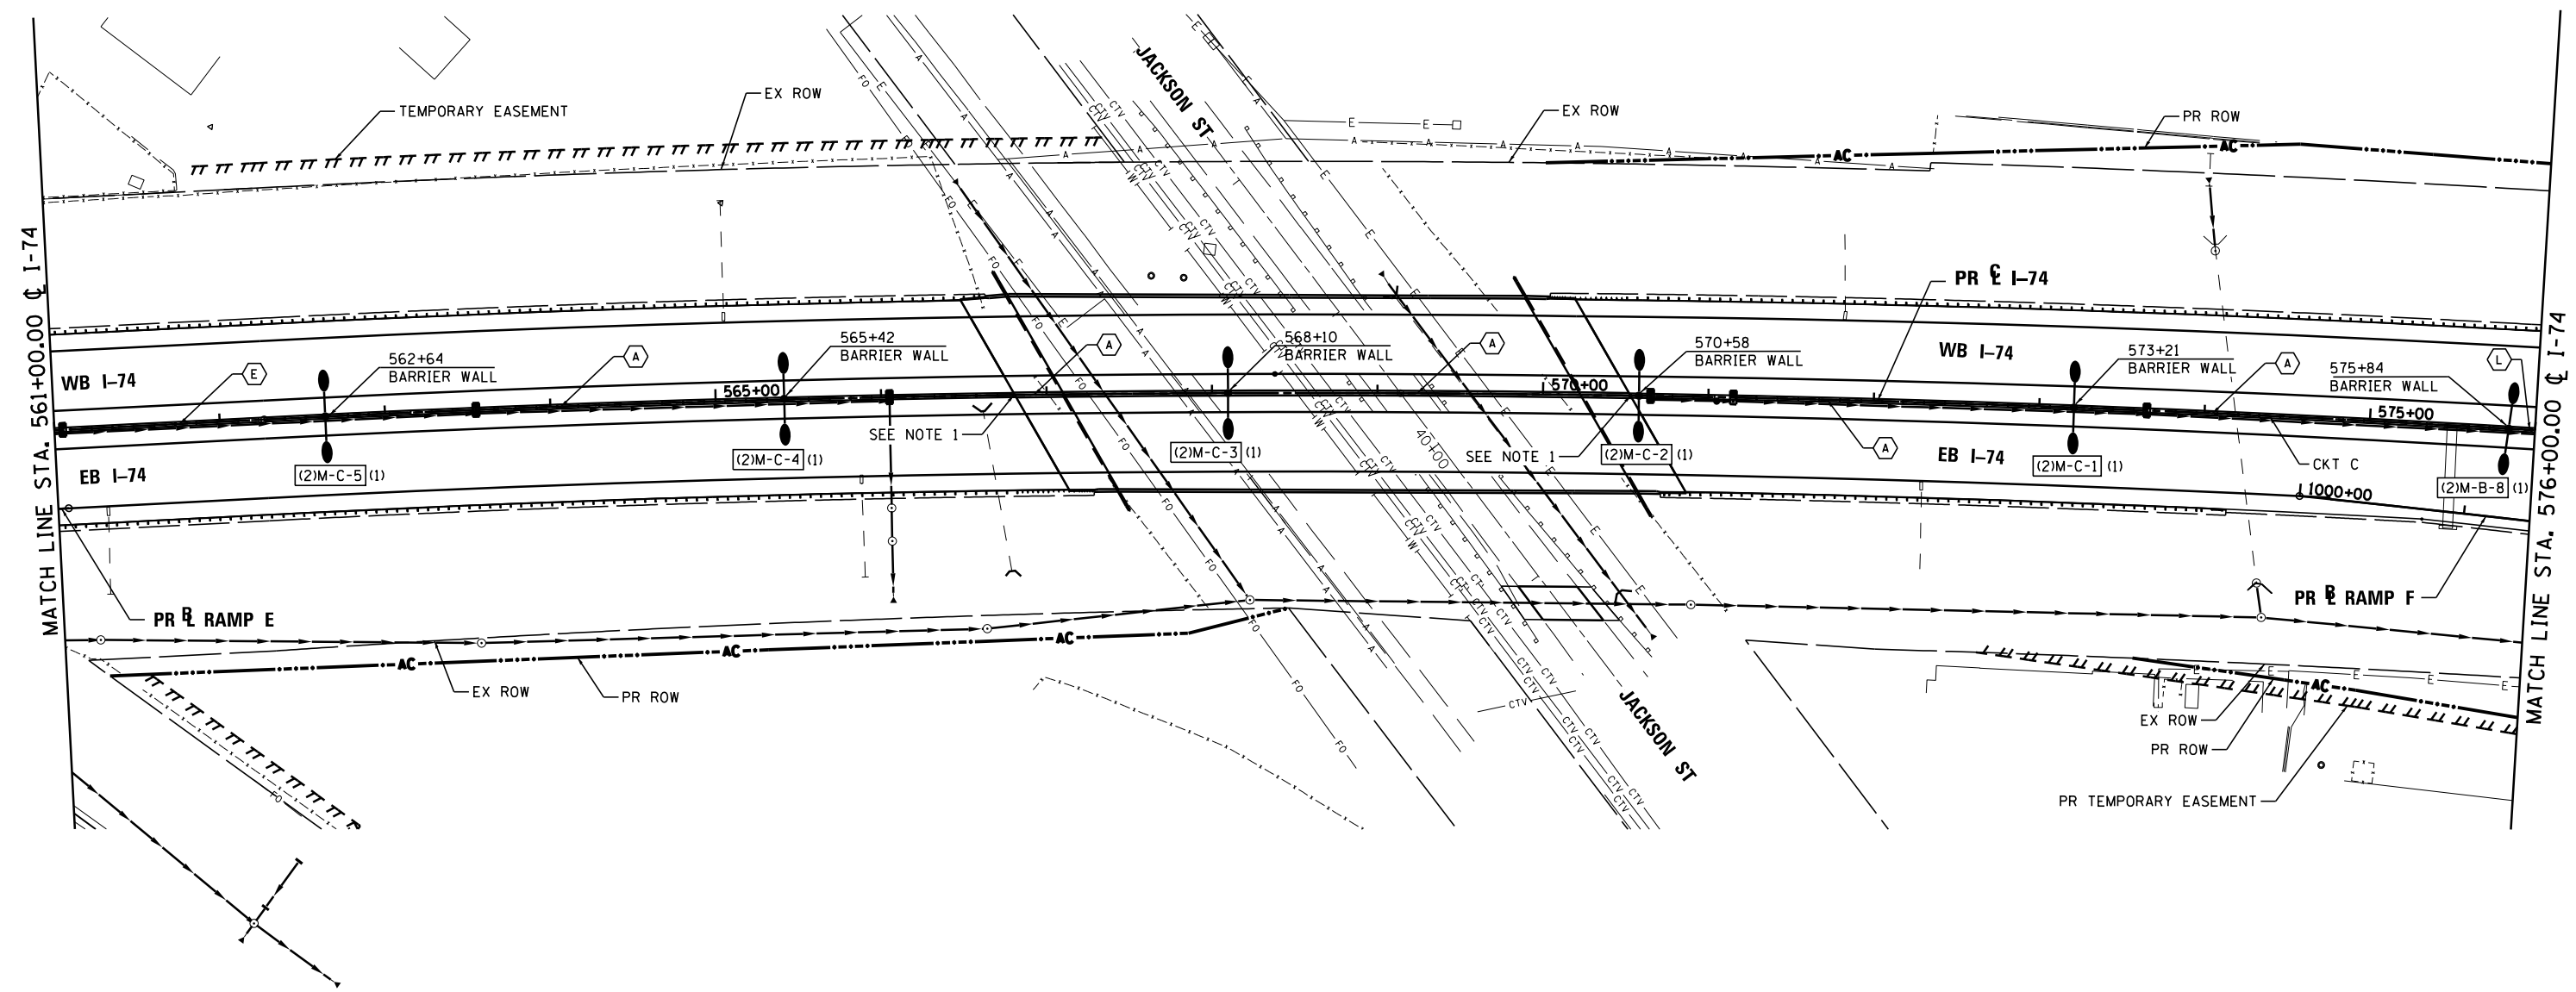 JACKSON ST
TEMPORARY EASEMENT
EX ROW
EX ROW
PR ROW
AC
AC
MATCH LINE STA. 561+00.00 ℄ I-74
MATCH LINE STA. 576+00.00 ℄ I-74
PR ℄ I-74
WB I-74
E
562+64
BARRIER WALL
A
565+42
BARRIER WALL
565+00
A
568+10
BARRIER WALL
A
570+00
570+58
BARRIER WALL
WB I-74
573+21
BARRIER WALL
A
575+84
BARRIER WALL
L
575+00
SEE NOTE 1
SEE NOTE 1
40+00
A
EB I-74
(2)M-C-5 (1)
(2)M-C-4 (1)
(2)M-C-3 (1)
(2)M-C-2 (1)
EB I-74
(2)M-C-1 (1)
CKT C
(2)M-B-8 (1)
1000+00
PR BL RAMP E
PR BL RAMP F
AC
AC
AC
EX ROW
PR ROW
JACKSON ST
AC
EX ROW
PR ROW
PR TEMPORARY EASEMENT
FO
E
A
CTV
W
T